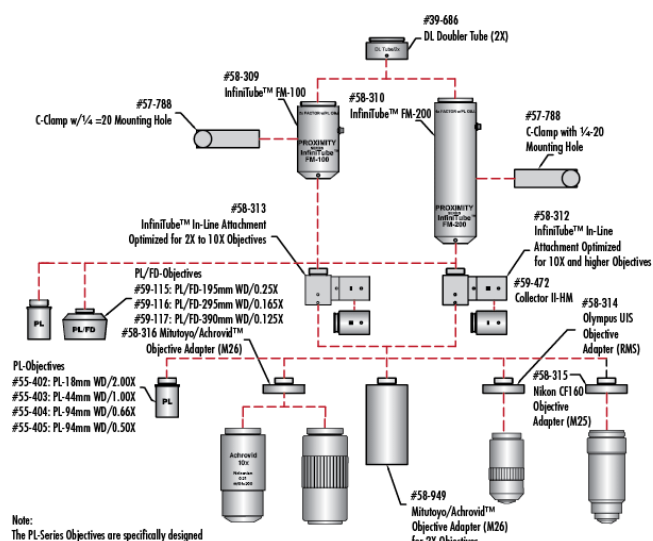 #39-686
DL Doubler Tube (2X)
DL Tube/2x
#58-309
InfiniTube™ FM-100
#58-310
InfiniTube™ FM-200
#57-788
C-Clamp w/¼ =20 Mounting Hole
#57-788
C-Clamp with ¼-20
Mounting Hole
PROXIMITY
InfiniTube
FM-100
PROXIMITY
InfiniTube™
FM-200
#58-313
InfiniTube™ In-Line Attachment
Optimized for 2X to 10X Objectives
#58-312
InfiniTube™ In-Line
Attachment Optimized
for 10X and higher Objectives
#59-472
Collector II-HM
PL
PL/FD
PL/FD-Objectives
#59-115: PL/FD-195mm WD/0.25X
#59-116: PL/FD-295mm WD/0.165X
#59-117: PL/FD-390mm WD/0.125X
#58-316 Mitutoyo/Achrovid™
Objective Adapter (M26)
#58-314
Olympus UIS
Objective
Adapter (RMS)
#58-315
Nikon CF160
Objective
Adapter (M25)
PL-Objectives
#55-402: PL-18mm WD/2.00X
#55-403: PL-44mm WD/1.00X
#55-404: PL-94mm WD/0.66X
#55-405: PL-94mm WD/0.50X
PL
Achrovid
10x
#58-949
Mitutoyo/Achrovid™
Objective Adapter (M26)
for 2X Objectives
Note:
The PL-Series Objectives are specifically designed